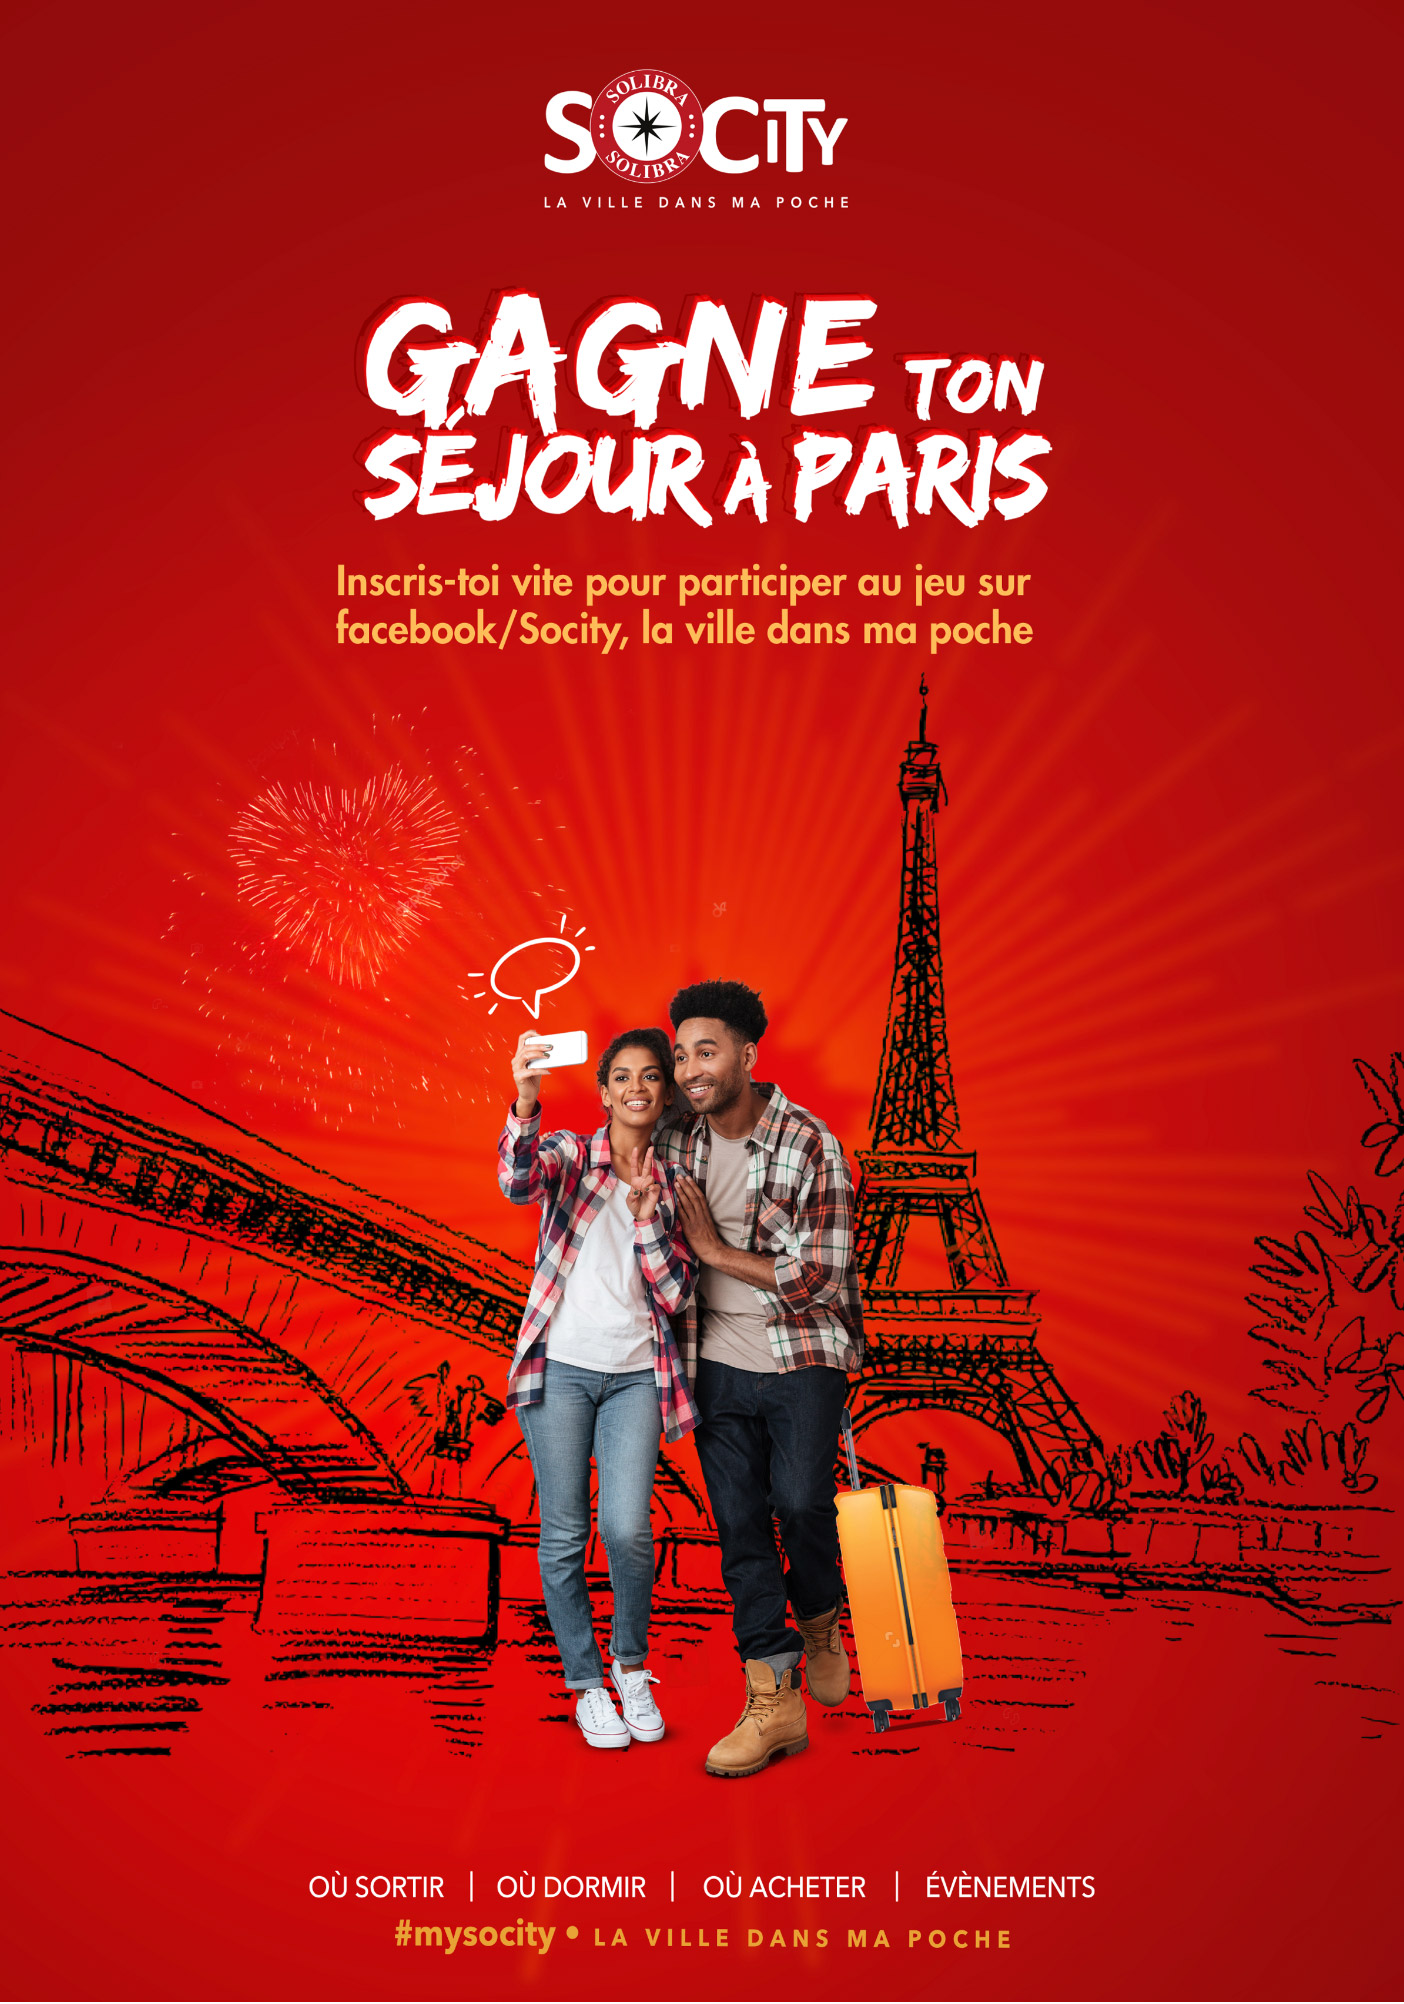 SOCiTY
SOLIBRA
SOLIBRA
LA VILLE DANS MA POCHE
GAGNE TON
SÉJOUR À PARIS
Inscris-toi vite pour participer au jeu sur
facebook/Socity, la ville dans ma poche
OÙ SORTIR | OÙ DORMIR | OÙ ACHETER | ÉVÈNEMENTS
#mysocity • LA VILLE DANS MA POCHE